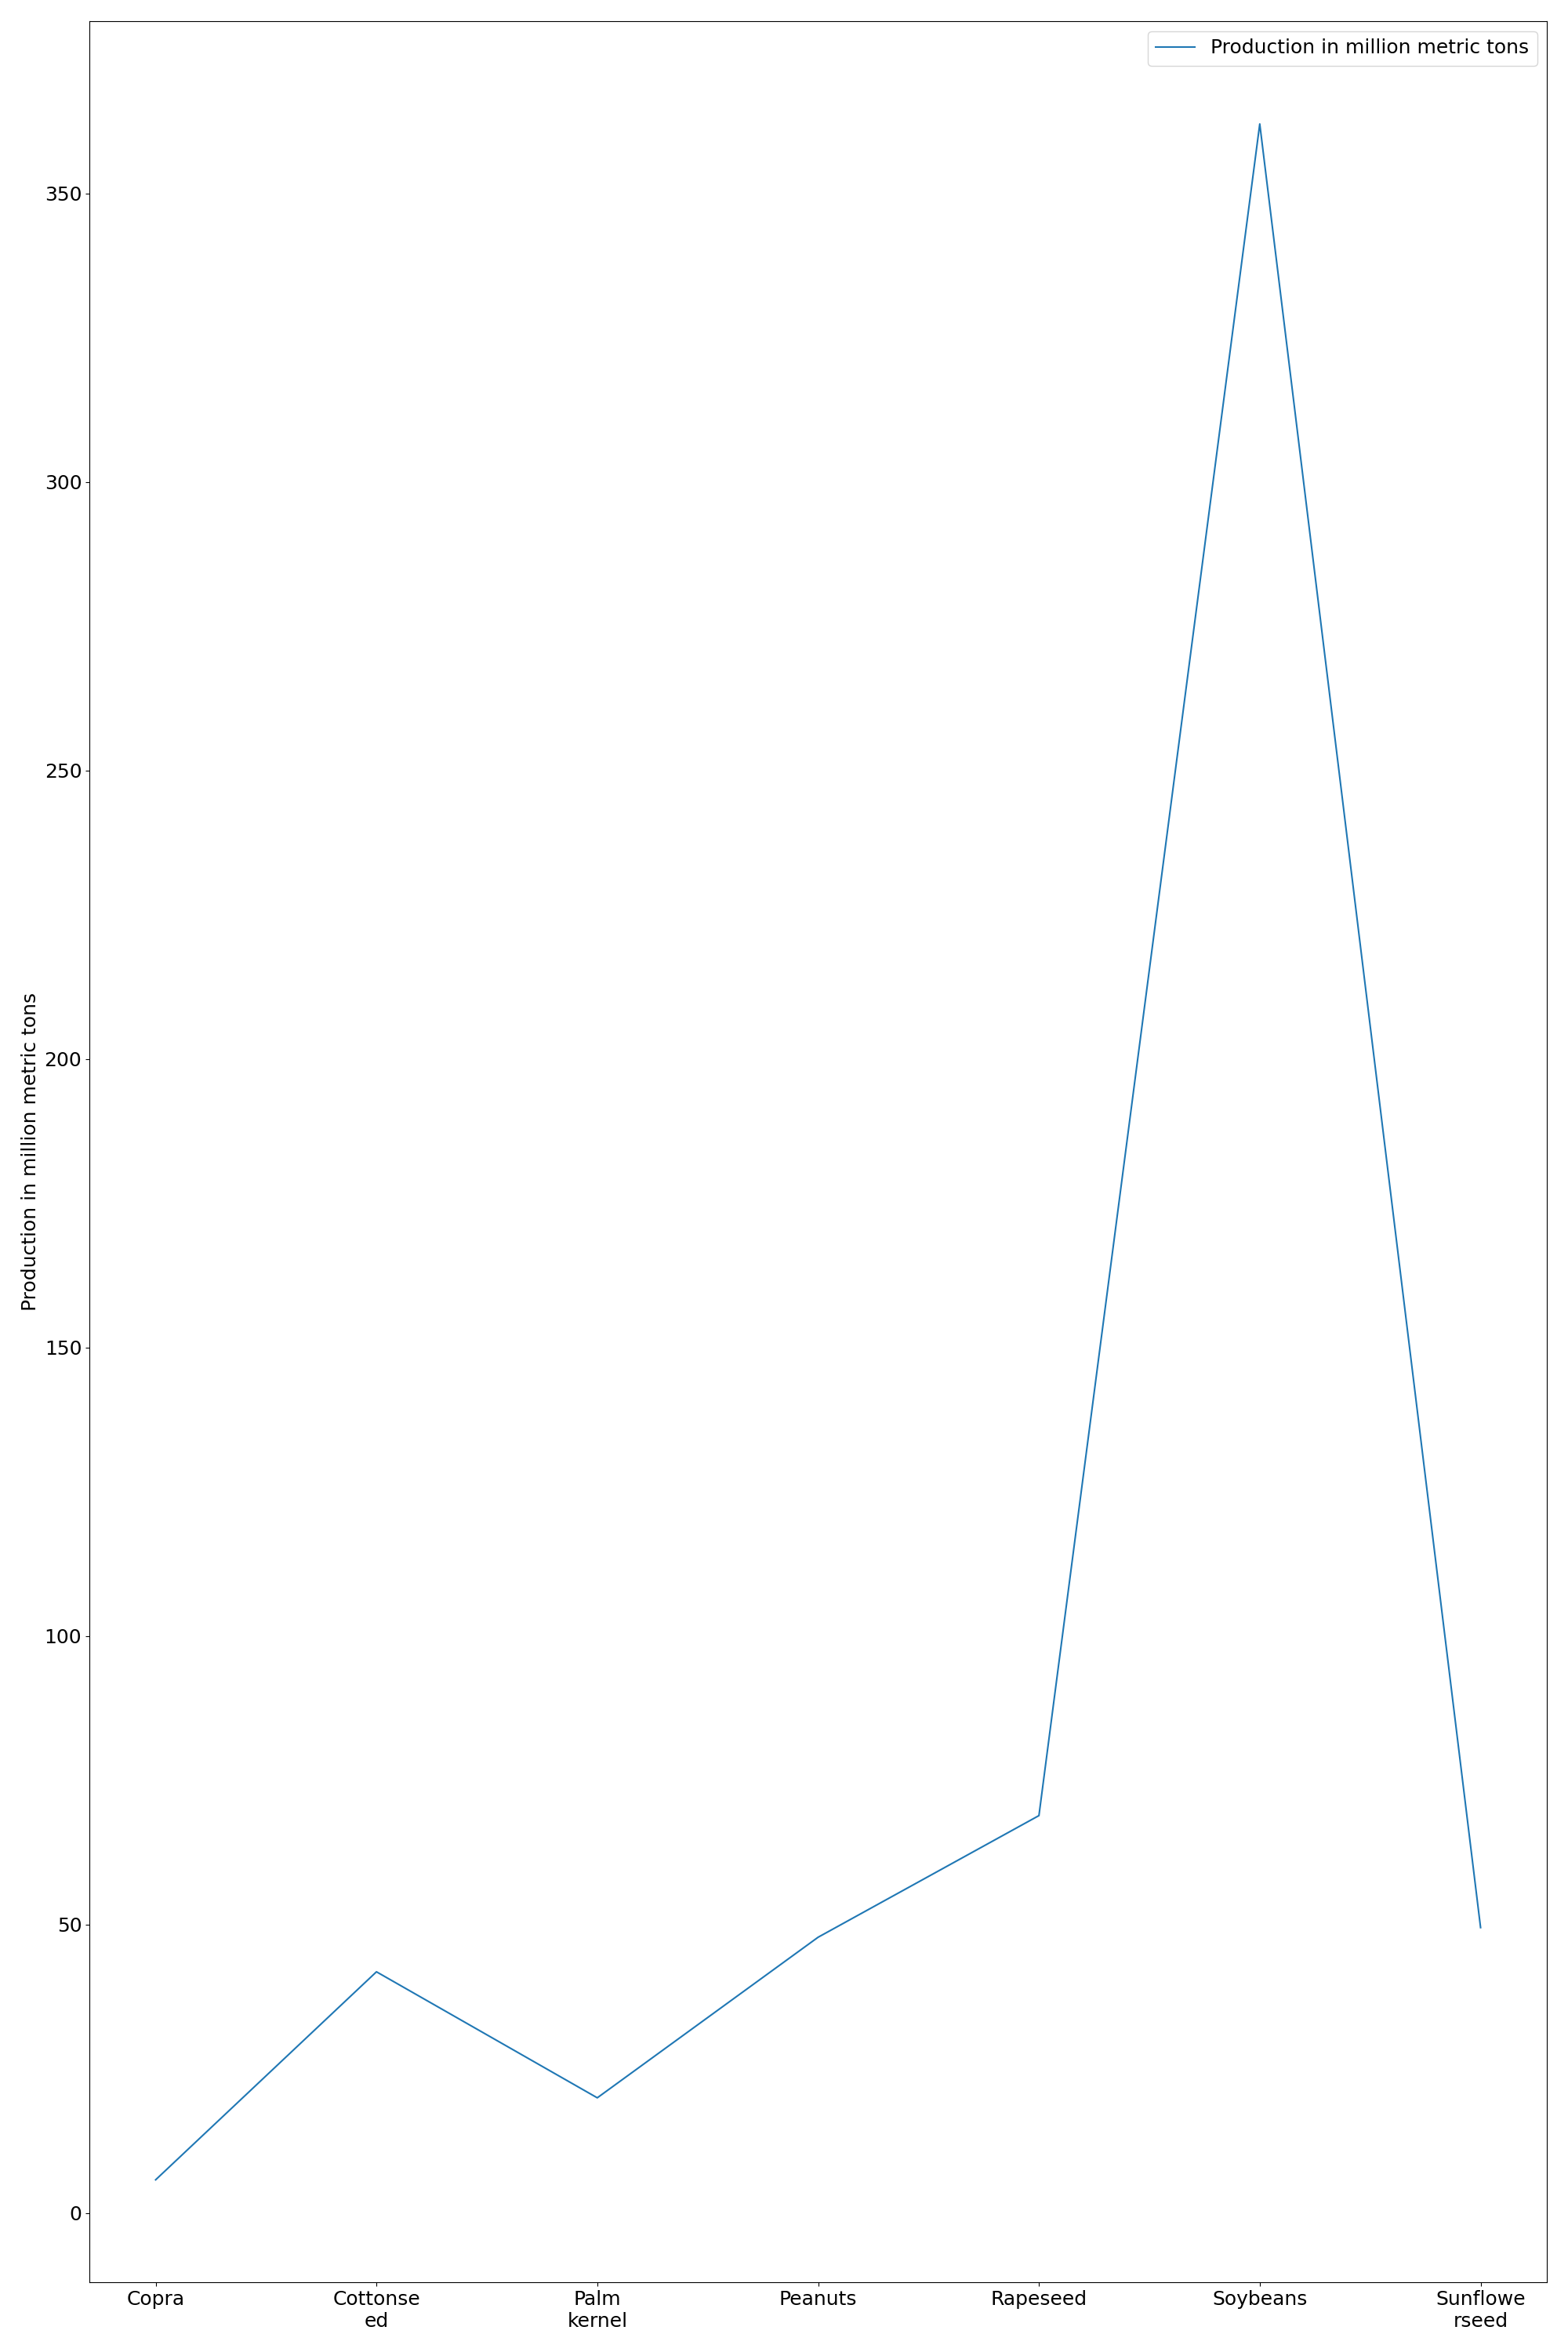 Production in million metric tons
350
300
250
200
150
100
50
0
Production in million metric tons
Copra
Cottonse
ed
Palm
kernel
Peanuts
Rapeseed
Soybeans
Sunflowe
rseed